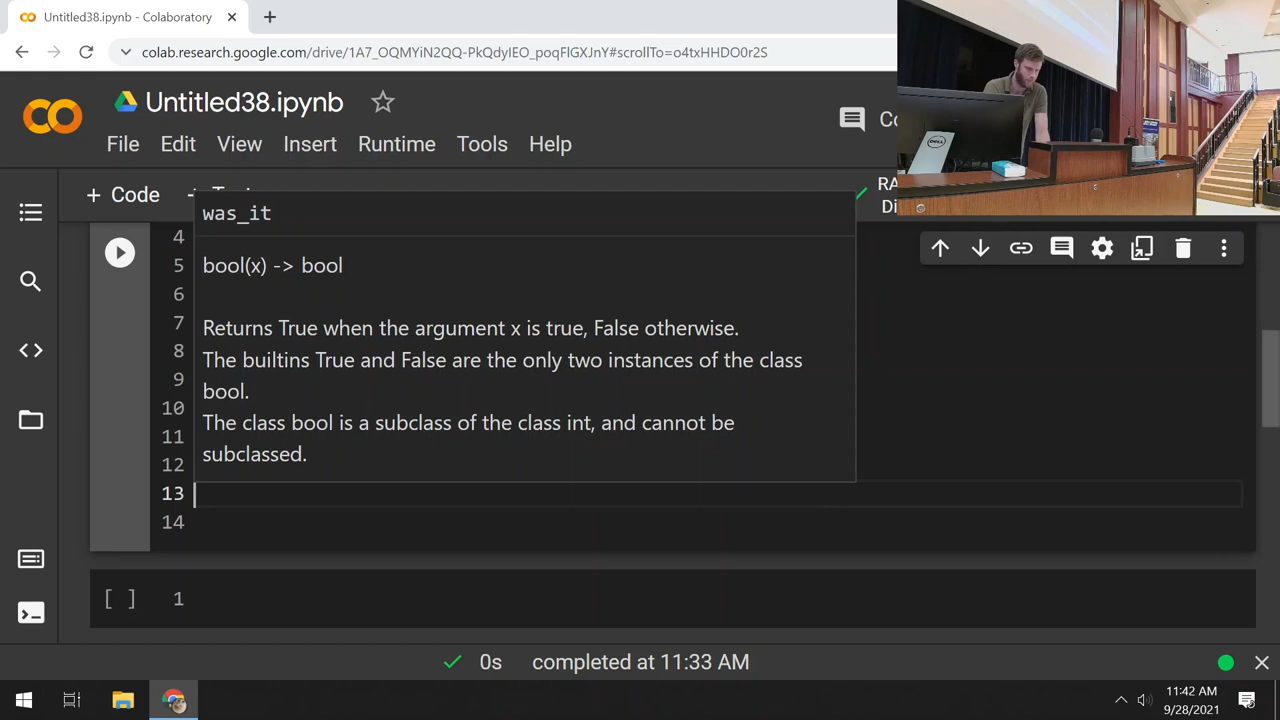 Untitled38.ipynb - Colaboratory
colab.research.google.com/drive/1A7_OQMYiN2QQ-PkQdyIEO_poqFlGXJnY#scrollTo=o4txHHDO0r2S
Untitled38.ipynb
File Edit View Insert Runtime Tools Help
Co
+ Code
RA
Di
was_it
4
5
bool(x) -> bool
6
7
Returns True when the argument x is true, False otherwise.
8
The builtins True and False are the only two instances of the class
9
bool.
10
The class bool is a subclass of the class int, and cannot be
11
12
subclassed.
13
14
[ ] 1
0s completed at 11:33 AM
11:42 AM
9/28/2021
DELL